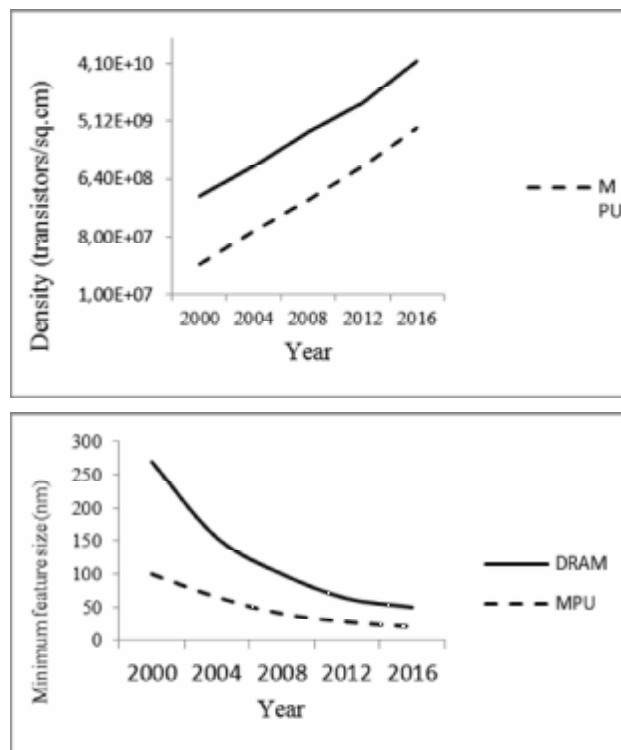 Density (transistors/sq.cm)
4,10E+10
5,12E+09
6,40E+08
8,00E+07
1,00E+07
2000 2004 2008 2012 2016
Year
M
PU
Minimum feature size (nm)
300
250
200
150
100
50
0
2000 2004 2008 2012 2016
Year
DRAM
MPU